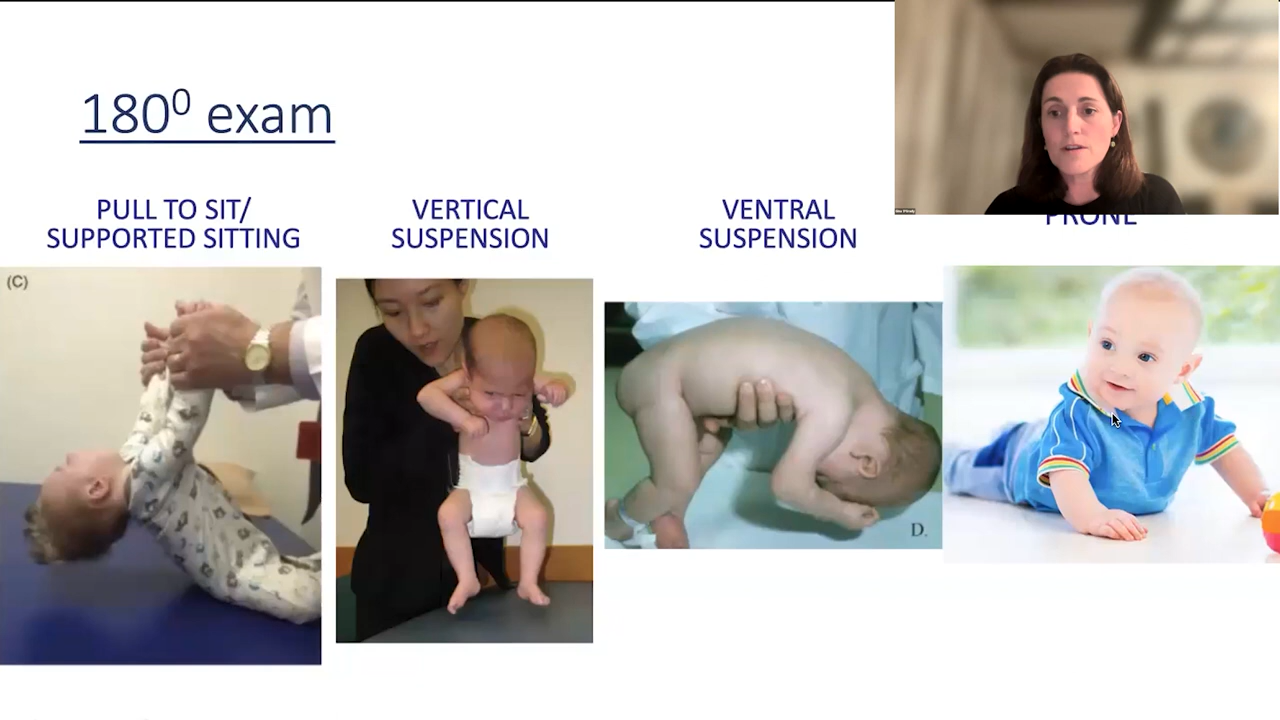 180⁰ exam
PULL TO SIT/
SUPPORTED SITTING
VERTICAL
SUSPENSION
VENTRAL
SUSPENSION
PRONE
(C)
D.